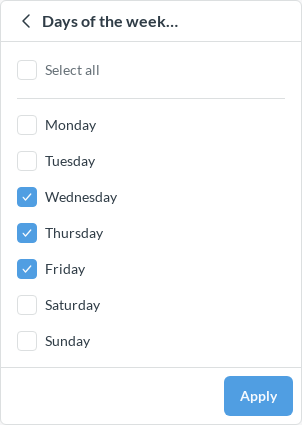 Days of the week...
Select all
Monday
Tuesday
Wednesday
Thursday
Friday
Saturday
Sunday
Apply